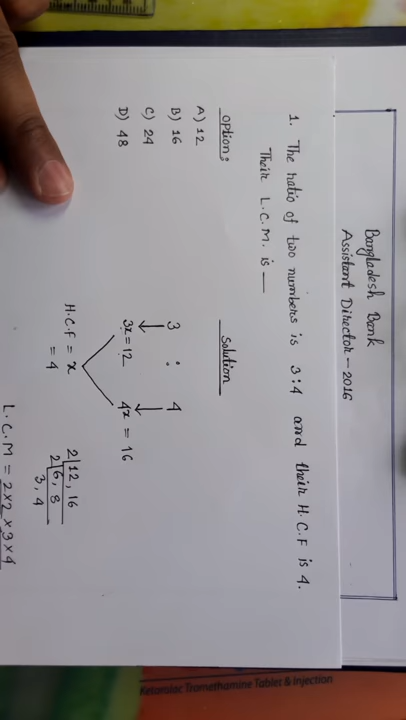 Bangladesh Bank
Assistant Director - 2016
1. The ratio of two numbers is 3:4 and their H.C.F is 4.
Their L.C.M. is —
option:
A) 12
B) 16
C) 24
D) 48
Solution
3 : 4
3x = 12 4x = 16
H.C.F = x
= 4
2 12, 16
2 6, 8
3, 4
L.C.M = 2×2×3×4
Ketorolac Tromethamine Tablet & Injection